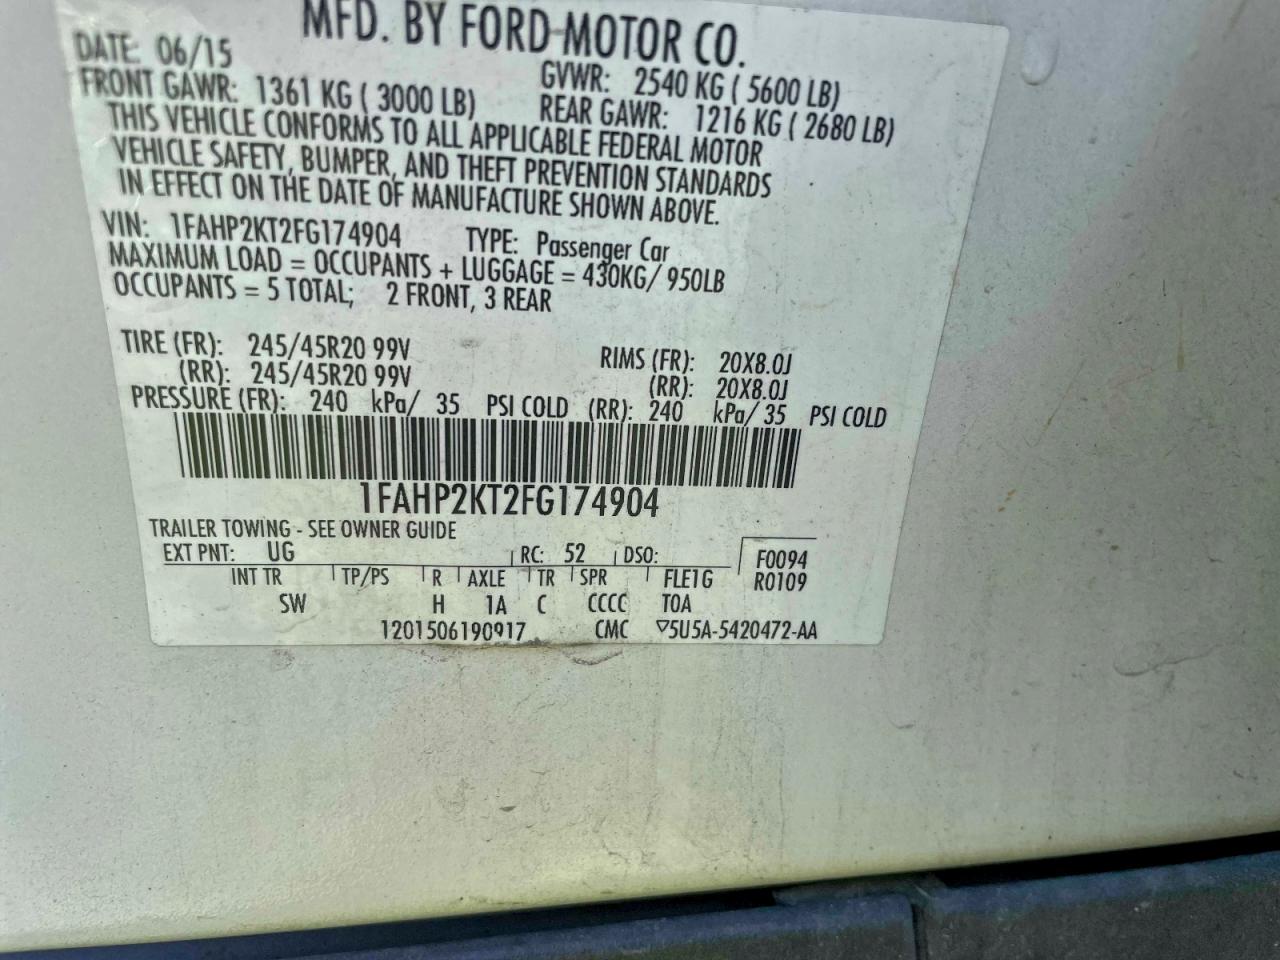 MFD. BY FORD MOTOR CO.
DATE: 06/15
GVWR: 2540 KG ( 5600 LB)
FRONT GAWR: 1361 KG ( 3000 LB) REAR GAWR: 1216 KG ( 2680 LB)
THIS VEHICLE CONFORMS TO ALL APPLICABLE FEDERAL MOTOR
VEHICLE SAFETY, BUMPER, AND THEFT PREVENTION STANDARDS
IN EFFECT ON THE DATE OF MANUFACTURE SHOWN ABOVE.
VIN: 1FAHP2KT2FG174904 TYPE: Passenger Car
MAXIMUM LOAD = OCCUPANTS + LUGGAGE = 430KG/ 950LB
OCCUPANTS = 5 TOTAL; 2 FRONT, 3 REAR
TIRE (FR): 245/45R20 99V RIMS (FR): 20X8.0J
(RR): 245/45R20 99V (RR): 20X8.0J
PRESSURE (FR): 240 kPa/ 35 PSI COLD (RR): 240 kPa/ 35 PSI COLD
1FAHP2KT2FG174904
TRAILER TOWING - SEE OWNER GUIDE
EXT PNT: UG RC: 52 DSO: F0094
INT TR TP/PS R AXLE TR SPR FLE1G R0109
SW H 1A C CCCC TOA
1201506190917 CMC ▽5U5A-5420472-AA